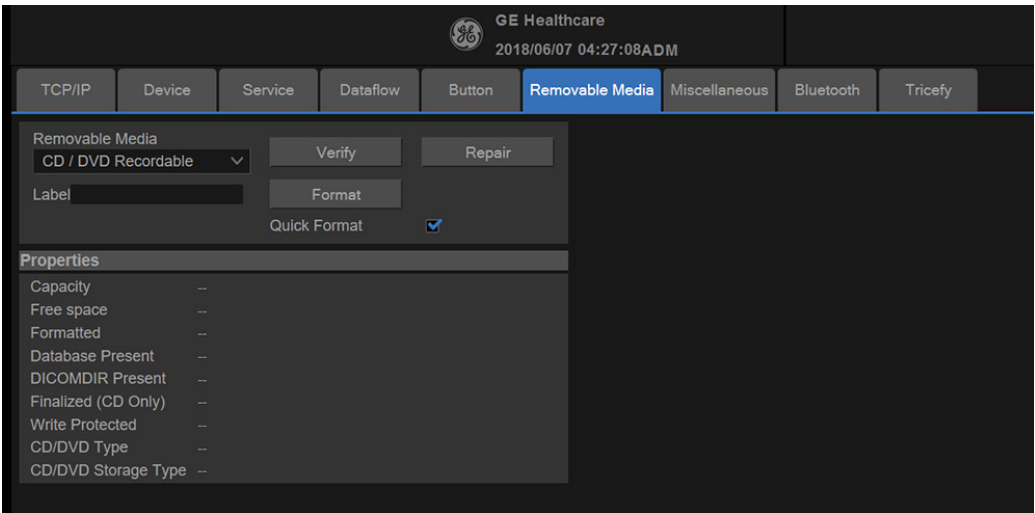 GE Healthcare
2018/06/07 04:27:08ADM
TCP/IP Device Service Dataflow Button Removable Media Miscellaneous Bluetooth Tricefy
Removable Media
CD / DVD Recordable Verify Repair
Label Format
Quick Format
Properties
Capacity --
Free space --
Formatted --
Database Present --
DICOMDIR Present --
Finalized (CD Only) --
Write Protected --
CD/DVD Type --
CD/DVD Storage Type --